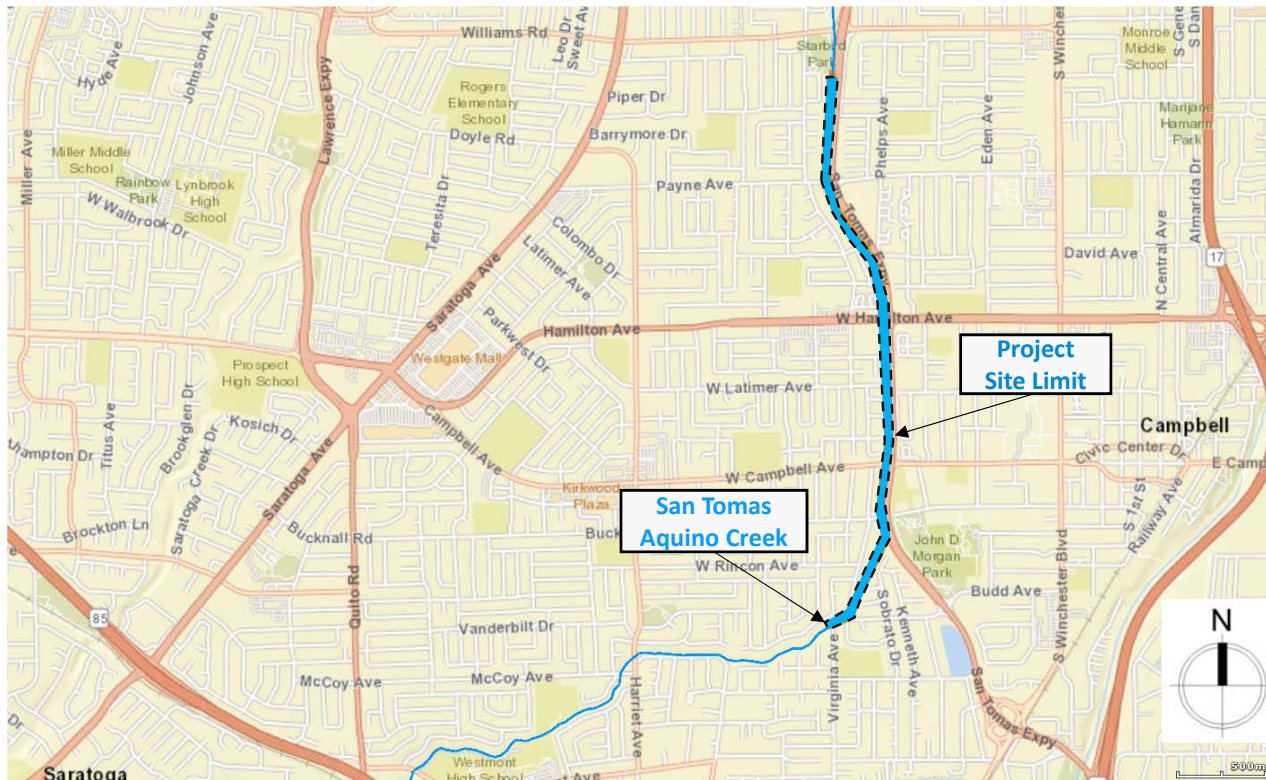 Williams Rd
Leo Dr
Sweet Ave
Starbird
Park
S Winches
Monroe
Middle
School
S Gene
S Dan
Hyde Ave
Johnson Ave
Lawrence Expy
Rogers
Elementary
School
Piper Dr
Doyle Rd
Barrymore Dr
Phelps Ave
Eden Ave
Marijane
Hamann
Park
Miller Ave
Miller Middle
School
Rainbow
Park
Lynbrook
High
School
W Walbrook Dr
Teresita Dr
Payne Ave
San Tomas Expy
Almarida Dr
N Central Ave
David Ave
17
Colombo Dr
Latimer Ave
Saratoga Ave
Parkwest Dr
Hamilton Ave
W Hamilton Ave
Westgate Mall
Prospect
High School
W Latimer Ave
Project
Site Limit
Titus Ave
Brookglen Dr
Kosich Dr
Campbell Ave
Campbell
Civic Center Dr
E Camp
thampton Dr
Saratoga Creek Dr
Saratoga Ave
W Campbell Ave
Kirkwood
Plaza
San Tomas
Aquino Creek
S 1st St
Railway Ave
Brockton Ln
Bucknall Rd
Buck
John D
Morgan
Park
W Rincon Ave
Quito Rd
Budd Ave
S Winchester Blvd
85
Vanderbilt Dr
Virginia Ave
Sobrato Dr
Kenneth Ave
N
McCoy Ave
McCoy Ave
Harriet Ave
San Tomas Expy
Dr
Saratoga
Westmont
High School
st Ave
500m